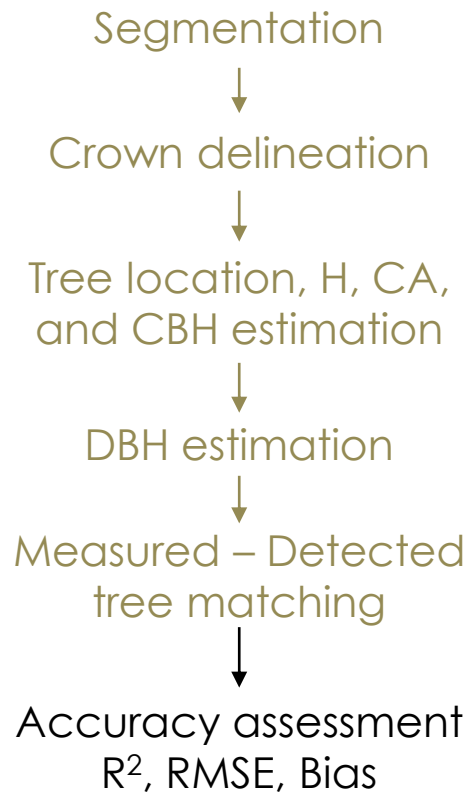 Segmentation
Crown delineation
Tree location, H, CA,
and CBH estimation
DBH estimation
Measured – Detected
tree matching
Accuracy assessment
R², RMSE, Bias